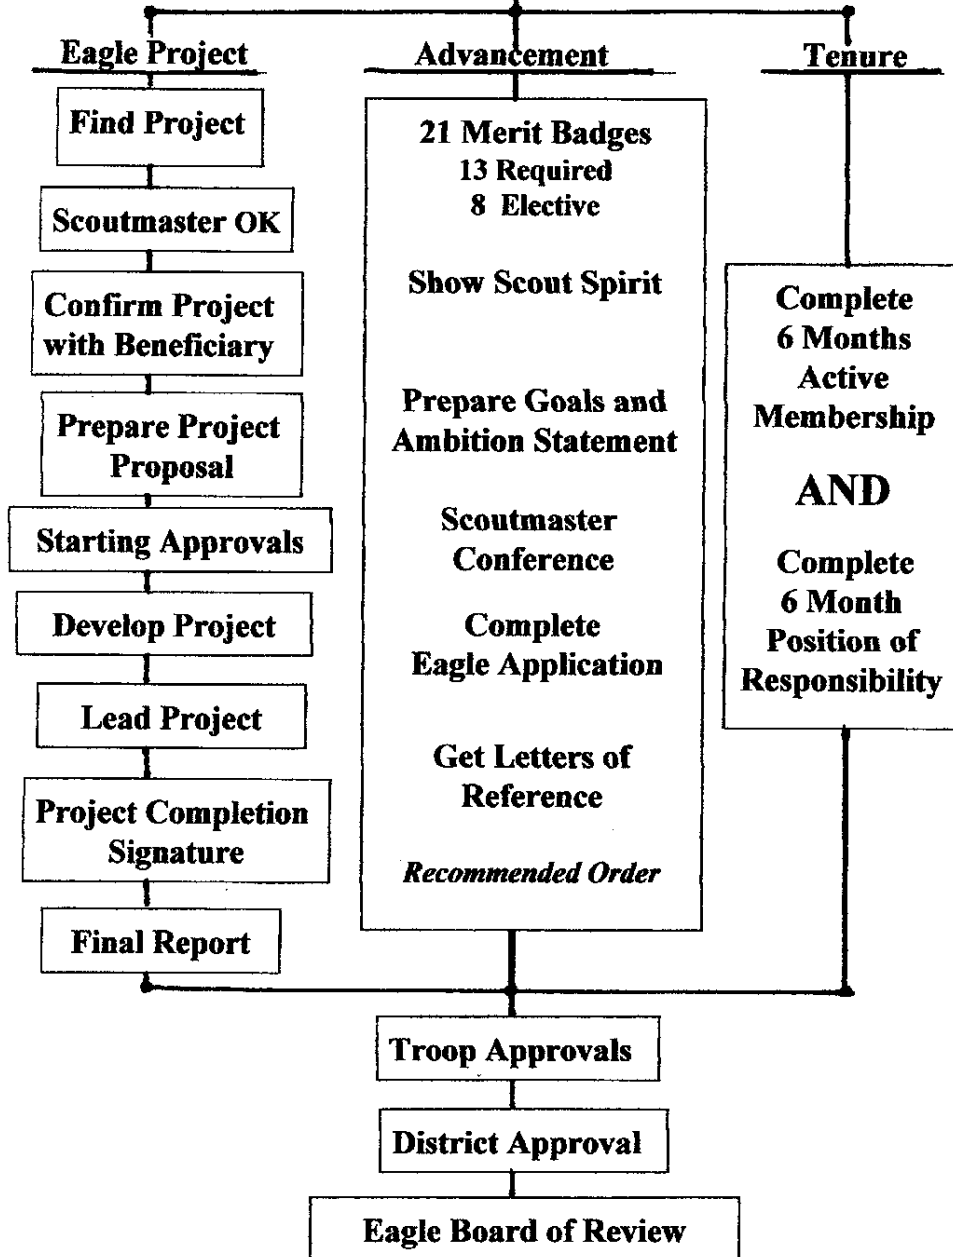 Eagle Project
Find Project
Scoutmaster OK
Confirm Project
with Beneficiary
Prepare Project
Proposal
Starting Approvals
Develop Project
Lead Project
Project Completion
Signature
Final Report
Advancement
21 Merit Badges
13 Required
8 Elective
Show Scout Spirit
Prepare Goals and
Ambition Statement
Scoutmaster
Conference
Complete
Eagle Application
Get Letters of
Reference
Recommended Order
Tenure
Complete
6 Months
Active
Membership
AND
Complete
6 Month
Position of
Responsibility
Troop Approvals
District Approval
Eagle Board of Review